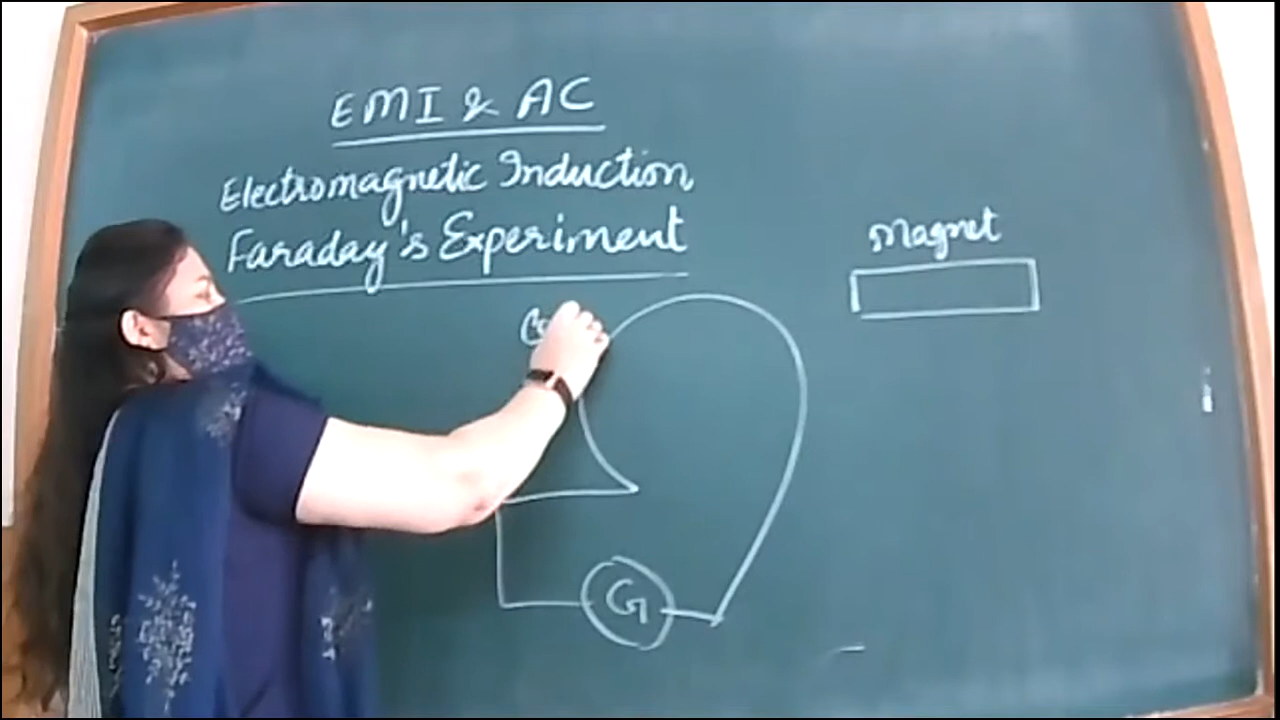 EMI & AC
Electromagnetic Induction
Faraday's Experiment
Magnet
G